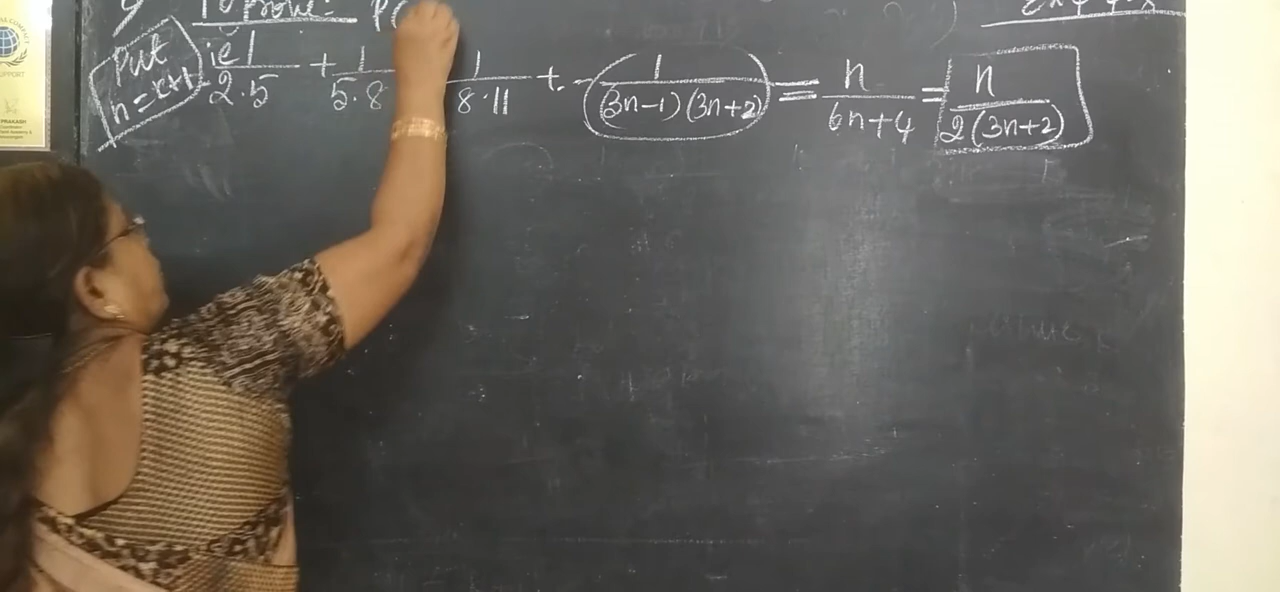 To prove: P(
Put
n=k+1
ie 1/2·5 + 1/5·8 + 1/8·11 + - 1/(3n-1)(3n+2) = n/6n+4 = n/2(3n+2)
PRAKASH